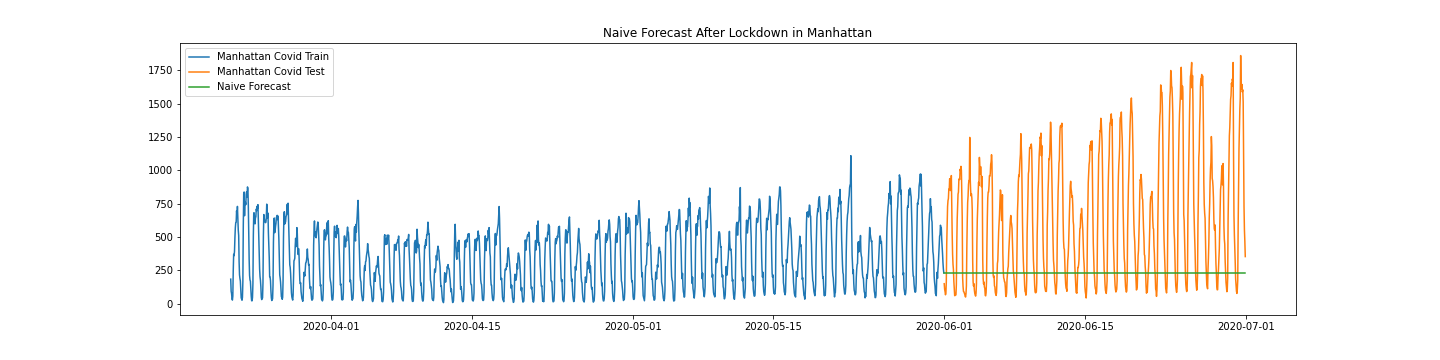 Naive Forecast After Lockdown in Manhattan
Manhattan Covid Train
Manhattan Covid Test
Naive Forecast
1750
1500
1250
1000
750
500
250
0
2020-04-01 2020-04-15 2020-05-01 2020-05-15 2020-06-01 2020-06-15 2020-07-01